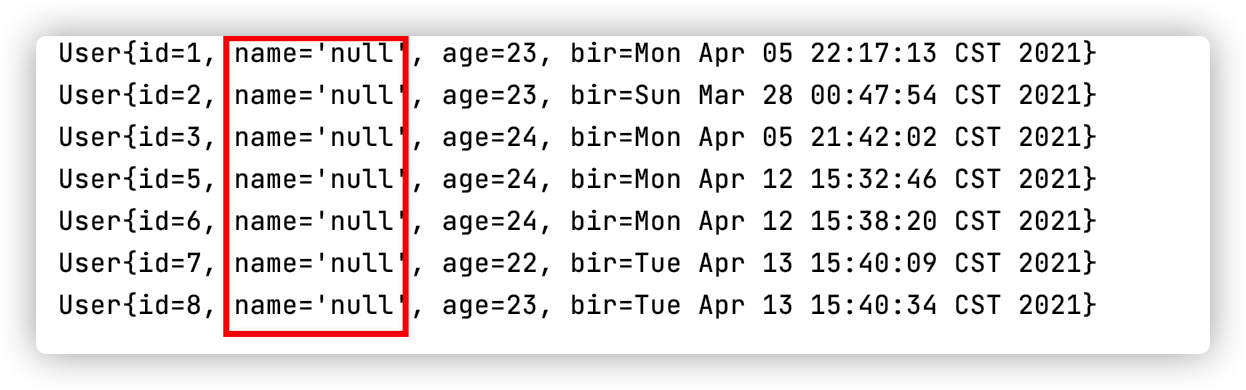 User{id=1, name='null', age=23, bir=Mon Apr 05 22:17:13 CST 2021}
User{id=2, name='null', age=23, bir=Sun Mar 28 00:47:54 CST 2021}
User{id=3, name='null', age=24, bir=Mon Apr 05 21:42:02 CST 2021}
User{id=5, name='null', age=24, bir=Mon Apr 12 15:32:46 CST 2021}
User{id=6, name='null', age=24, bir=Mon Apr 12 15:38:20 CST 2021}
User{id=7, name='null', age=22, bir=Tue Apr 13 15:40:09 CST 2021}
User{id=8, name='null', age=23, bir=Tue Apr 13 15:40:34 CST 2021}